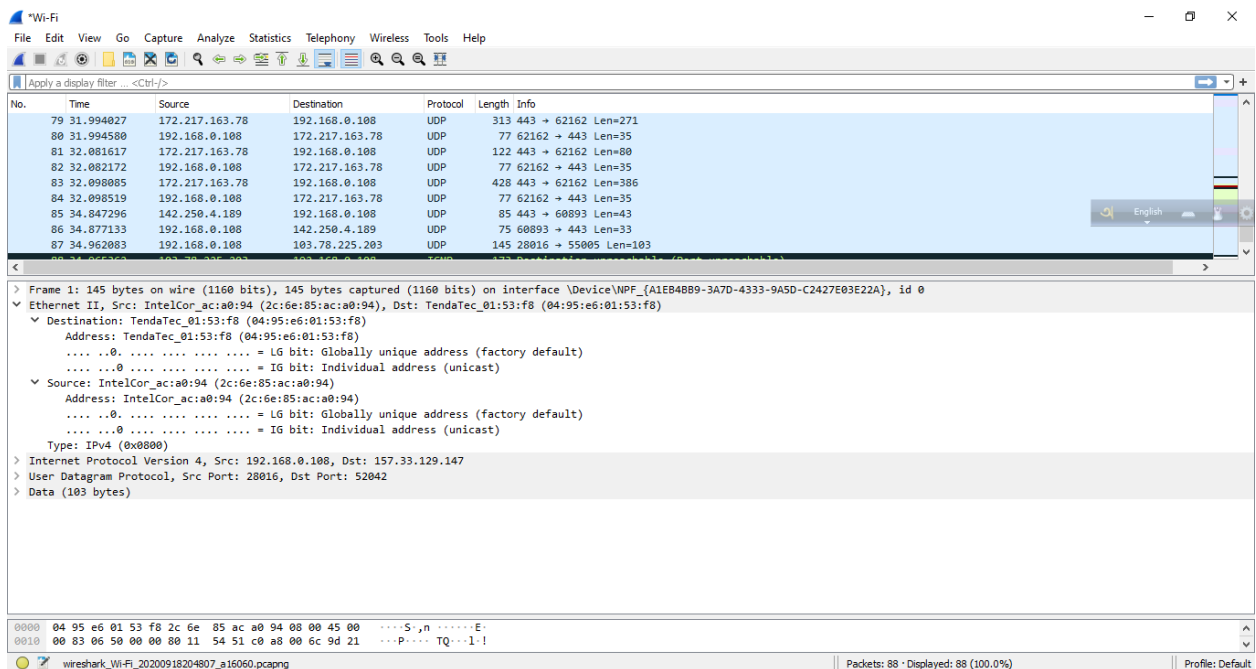 *Wi-Fi
File Edit View Go Capture Analyze Statistics Telephony Wireless Tools Help
Apply a display filter ... <Ctrl-/>
No. Time Source Destination Protocol Length Info
79 31.994027 172.217.163.78 192.168.0.108 UDP 313 443 → 62162 Len=271
80 31.994580 192.168.0.108 172.217.163.78 UDP 77 62162 → 443 Len=35
81 32.081617 172.217.163.78 192.168.0.108 UDP 122 443 → 62162 Len=80
82 32.082172 192.168.0.108 172.217.163.78 UDP 77 62162 → 443 Len=35
83 32.098085 172.217.163.78 192.168.0.108 UDP 428 443 → 62162 Len=386
84 32.098519 192.168.0.108 172.217.163.78 UDP 77 62162 → 443 Len=35
85 34.847296 142.250.4.189 192.168.0.108 UDP 85 443 → 60893 Len=43
86 34.877133 192.168.0.108 142.250.4.189 UDP 75 60893 → 443 Len=33
87 34.962083 192.168.0.108 103.78.225.203 UDP 145 28016 → 55005 Len=103
88 34.965362 103.78.225.203 192.168.0.108 ICMP 173 Destination unreachable (Port unreachable)
English
> Frame 1: 145 bytes on wire (1160 bits), 145 bytes captured (1160 bits) on interface \Device\NPF_{A1EB4BB9-3A7D-4333-9A5D-C2427E03E22A}, id 0
Ethernet II, Src: IntelCor_ac:a0:94 (2c:6e:85:ac:a0:94), Dst: TendaTec_01:53:f8 (04:95:e6:01:53:f8)
Destination: TendaTec_01:53:f8 (04:95:e6:01:53:f8)
Address: TendaTec_01:53:f8 (04:95:e6:01:53:f8)
.... ..0. .... .... .... .... = LG bit: Globally unique address (factory default)
.... ...0 .... .... .... .... = IG bit: Individual address (unicast)
Source: IntelCor_ac:a0:94 (2c:6e:85:ac:a0:94)
Address: IntelCor_ac:a0:94 (2c:6e:85:ac:a0:94)
.... ..0. .... .... .... .... = LG bit: Globally unique address (factory default)
.... ...0 .... .... .... .... = IG bit: Individual address (unicast)
Type: IPv4 (0x0800)
> Internet Protocol Version 4, Src: 192.168.0.108, Dst: 157.33.129.147
> User Datagram Protocol, Src Port: 28016, Dst Port: 52042
> Data (103 bytes)
0000 04 95 e6 01 53 f8 2c 6e 85 ac a0 94 08 00 45 00 ····S·,n ······E·
0010 00 83 06 50 00 00 80 11 54 51 c0 a8 00 6c 9d 21 ···P···· TQ···l·!
wireshark_Wi-Fi_20200918204807_a16060.pcapng Packets: 88 · Displayed: 88 (100.0%) Profile: Default